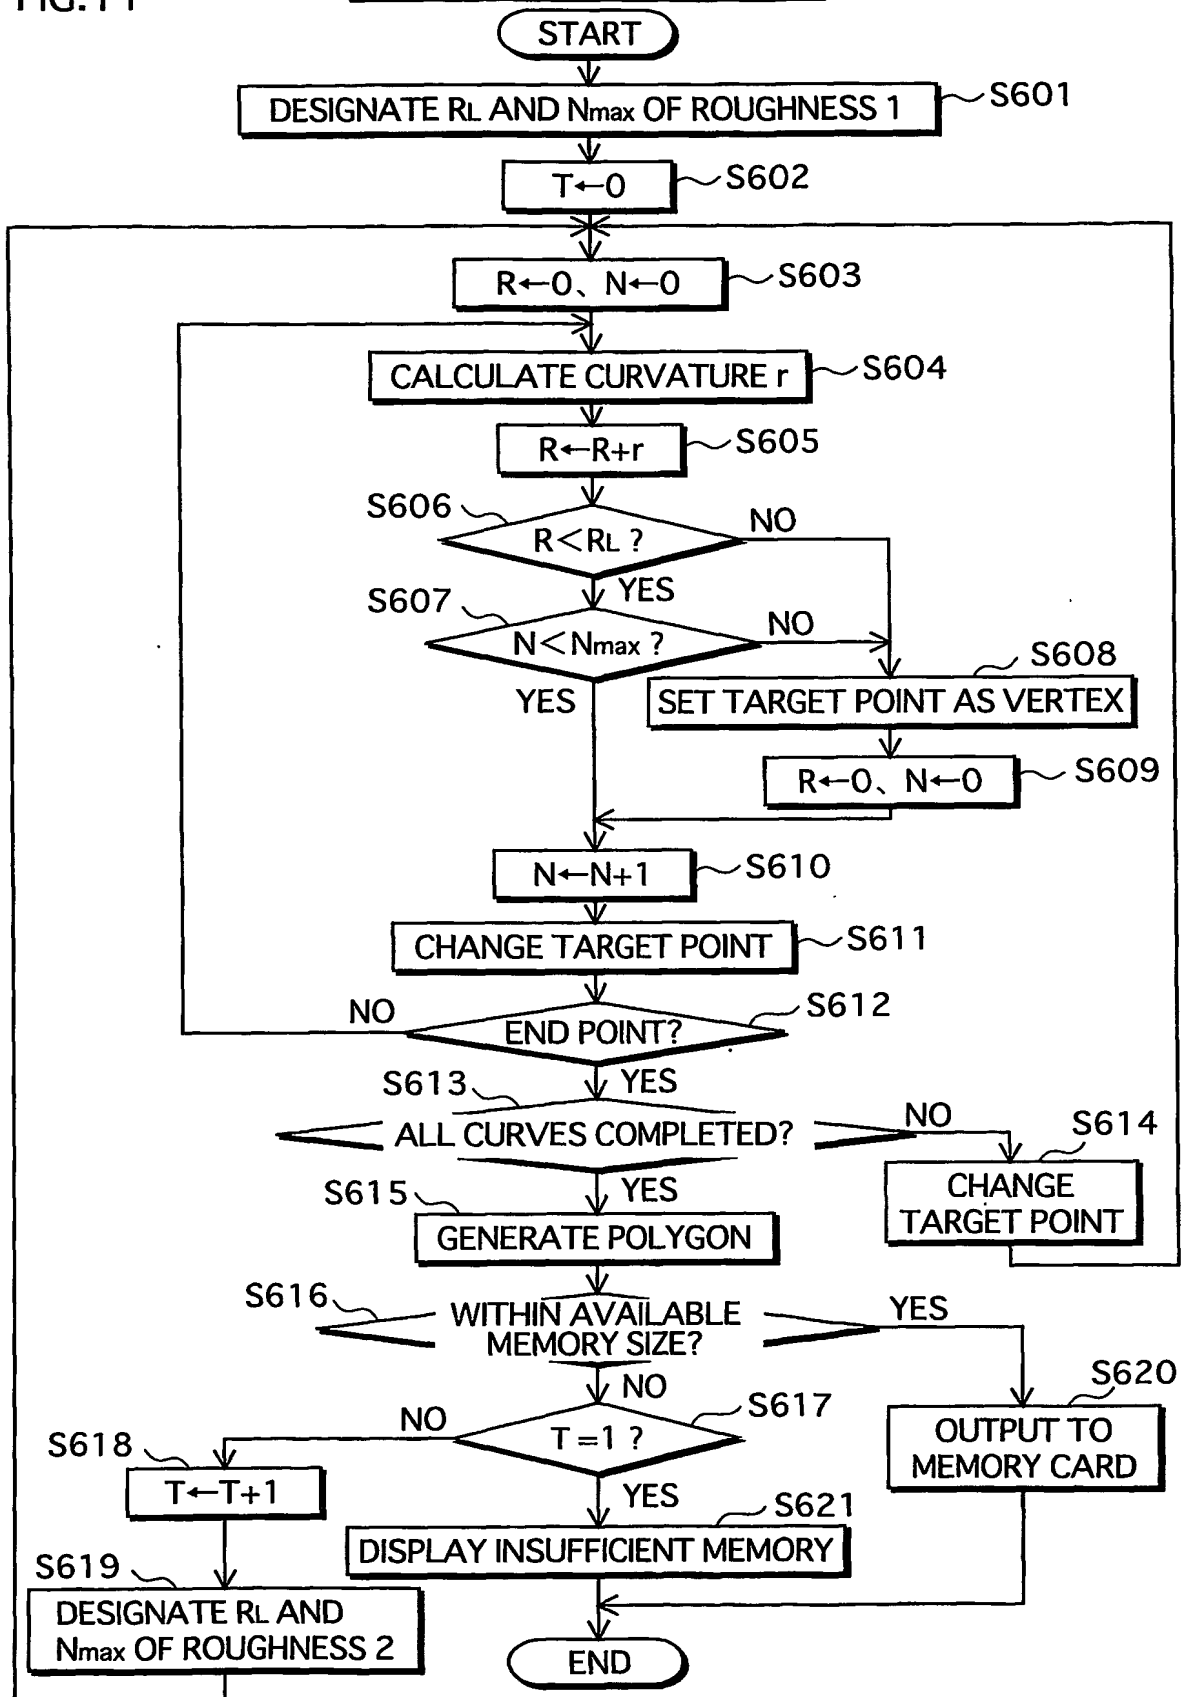 FIG. 11
START
DESIGNATE RL AND Nmax OF ROUGHNESS 1
S601
T←0
S602
R←0、N←0
S603
CALCULATE CURVATURE r
S604
R←R+r
S605
S606
R<RL ?
NO
YES
S607
N<Nmax ?
NO
YES
S608
SET TARGET POINT AS VERTEX
R←0、N←0
S609
N←N+1
S610
CHANGE TARGET POINT
S611
NO
END POINT?
S612
YES
S613
ALL CURVES COMPLETED?
NO
S614
CHANGE
TARGET POINT
YES
S615
GENERATE POLYGON
S616
WITHIN AVAILABLE
MEMORY SIZE?
YES
NO
S620
OUTPUT TO
MEMORY CARD
NO
T=1 ?
S617
S618
T←T+1
YES
S621
DISPLAY INSUFFICIENT MEMORY
S619
DESIGNATE RL AND
Nmax OF ROUGHNESS 2
END